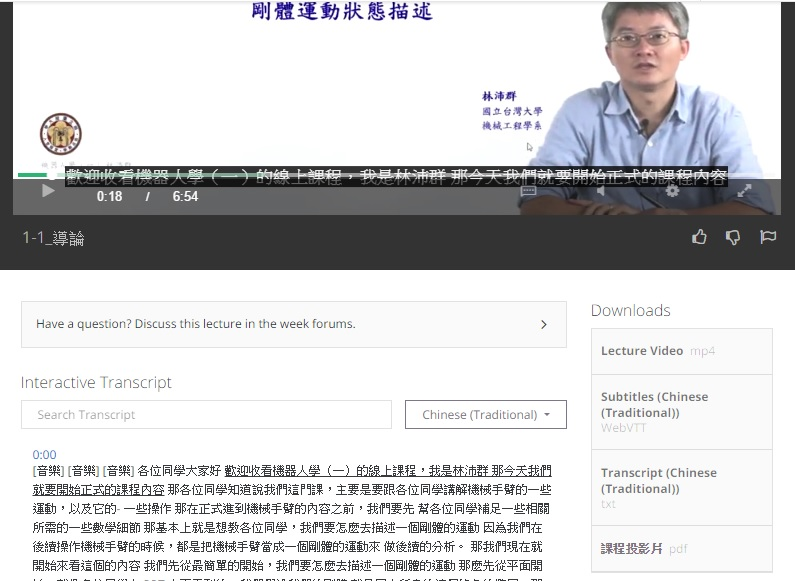 剛體運動狀態描述
林沛群
國立台灣大學
機械工程學系
歡迎收看機器人學（一）的線上課程，我是林沛群 那今天我們就要開始正式的課程內容
0:18 / 6:54
1-1_導論
Have a question? Discuss this lecture in the week forums.
Interactive Transcript
Search Transcript
Chinese (Traditional)
0:00
[音樂] [音樂] [音樂] 各位同學大家好 歡迎收看機器人學（一）的線上課程，我是林沛群 那今天我們
就要開始正式的課程內容 那各位同學知道說我們這門課，主要是要跟各位同學講解機械手臂的一些
運動，以及它的- 一些操作 那在正式進到機械手臂的內容之前，我們要先 幫各位同學補足一些相關
所需的一些數學細節 那基本上就是想教各位同學，我們要怎麼去描述一個剛體的運動 因為我們在
後續操作機械手臂的時候，都是把機械手臂當成一個剛體的運動來 做後續的分析。 那我們現在就
開始來看這個的內容 我們先從最簡單的開始，我們要怎麼去描述一個剛體的運動 那麼先從平面開
Downloads
Lecture Video mp4
Subtitles (Chinese
(Traditional))
WebVTT
Transcript (Chinese
(Traditional))
txt
課程投影片 pdf